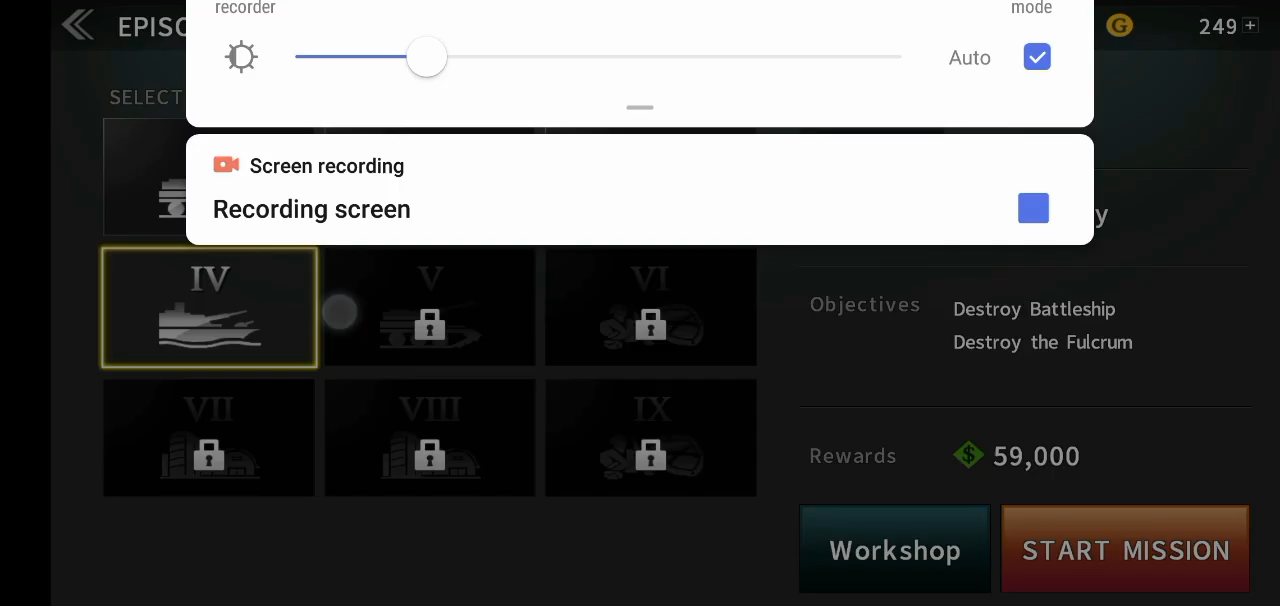 recorder
mode
EPISO
249
Auto
SELECT
Screen recording
Recording screen
y
IV
V
VI
Objectives
Destroy Battleship
Destroy the Fulcrum
VII
VIII
IX
Rewards
59,000
Workshop
START MISSION